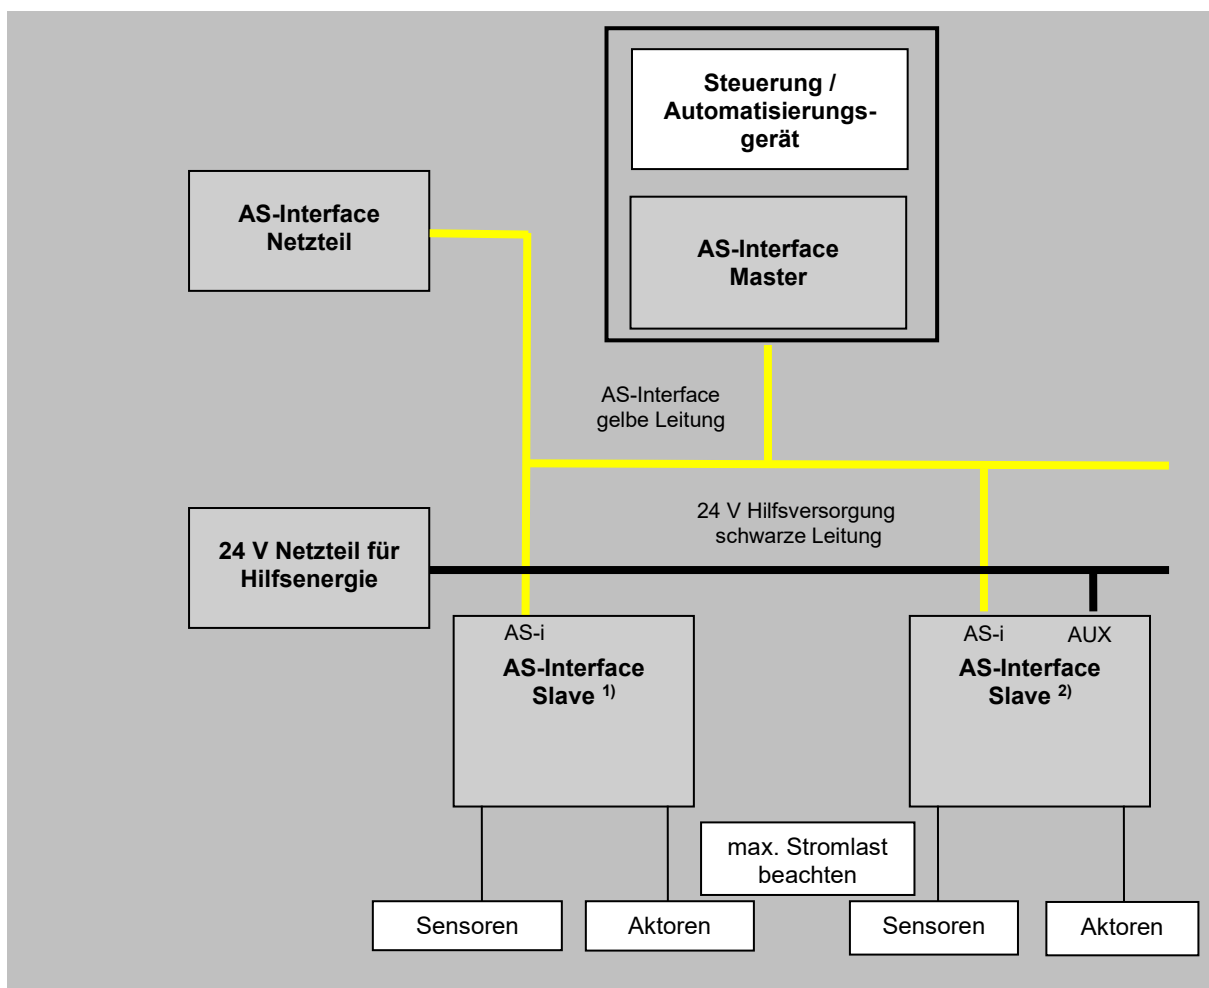 Steuerung /
Automatisierungs-
gerät
AS-Interface
Netzteil
AS-Interface
Master
AS-Interface
gelbe Leitung
24 V Hilfsversorgung
schwarze Leitung
24 V Netzteil für
Hilfsenergie
AS-i
AS-Interface
Slave 1)
AS-i AUX
AS-Interface
Slave 2)
max. Stromlast
beachten
Sensoren
Aktoren
Sensoren
Aktoren